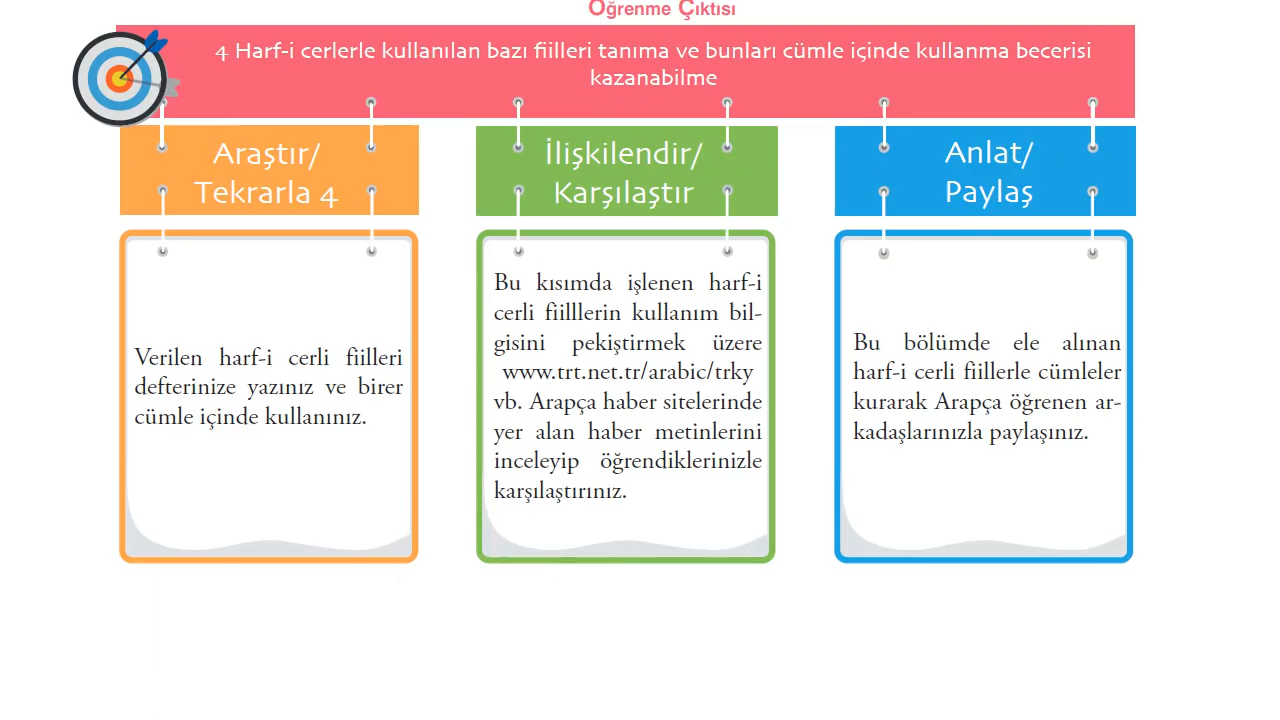 Öğrenme Çıktısı
4 Harf-i cerlerle kullanılan bazı fiilleri tanıma ve bunları cümle içinde kullanma becerisi
kazanabilme
Araştır/
Tekrarla 4
Verilen harf-i cerli fiilleri
defterinize yazınız ve birer
cümle içinde kullanınız.
İlişkilendir/
Karşılaştır
Bu kısımda işlenen harf-i
cerli fiilllerin kullanım bil-
gisini pekiştirmek üzere
www.trt.net.tr/arabic/trky
vb. Arapça haber sitelerinde
yer alan haber metinlerini
inceleyip öğrendiklerinizle
karşılaştırınız.
Anlat/
Paylaş
Bu bölümde ele alınan
harf-i cerli fiillerle cümleler
kurarak Arapça öğrenen ar-
kadaşlarınızla paylaşınız.